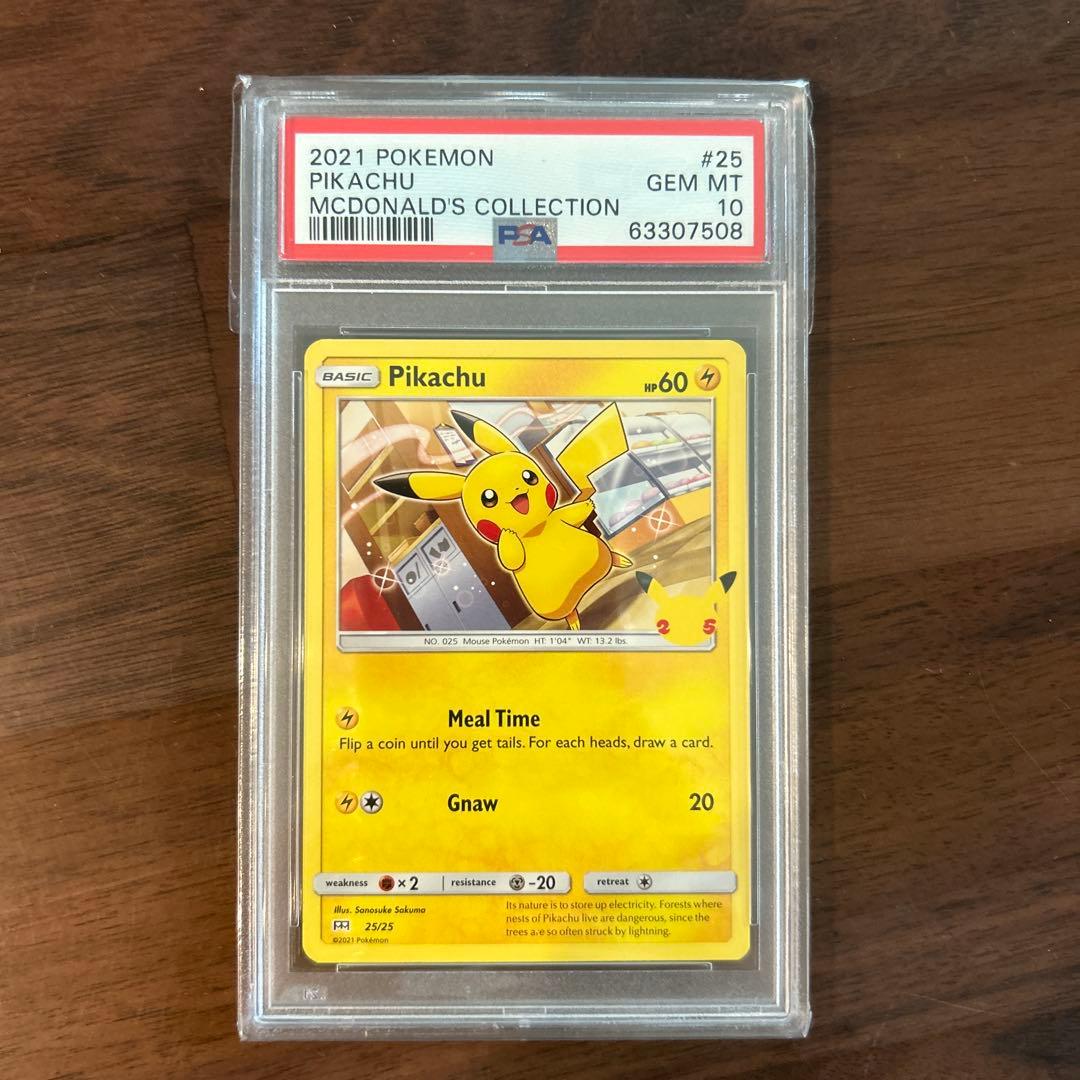 2021 POKEMON #25
PIKACHU GEM MT
MCDONALD'S COLLECTION 10
PSA 63307508
BASIC Pikachu HP60
25
NO. 025 Mouse Pokémon HT: 1'04" WT: 13.2 lbs.
Meal Time
Flip a coin until you get tails. For each heads, draw a card.
Gnaw 20
weakness ×2 resistance -20 retreat
Illus. Sanosuke Sakuma
25/25
©2021 Pokémon
Its nature is to store up electricity. Forests where
nests of Pikachu live are dangerous, since the
trees are so often struck by lightning.